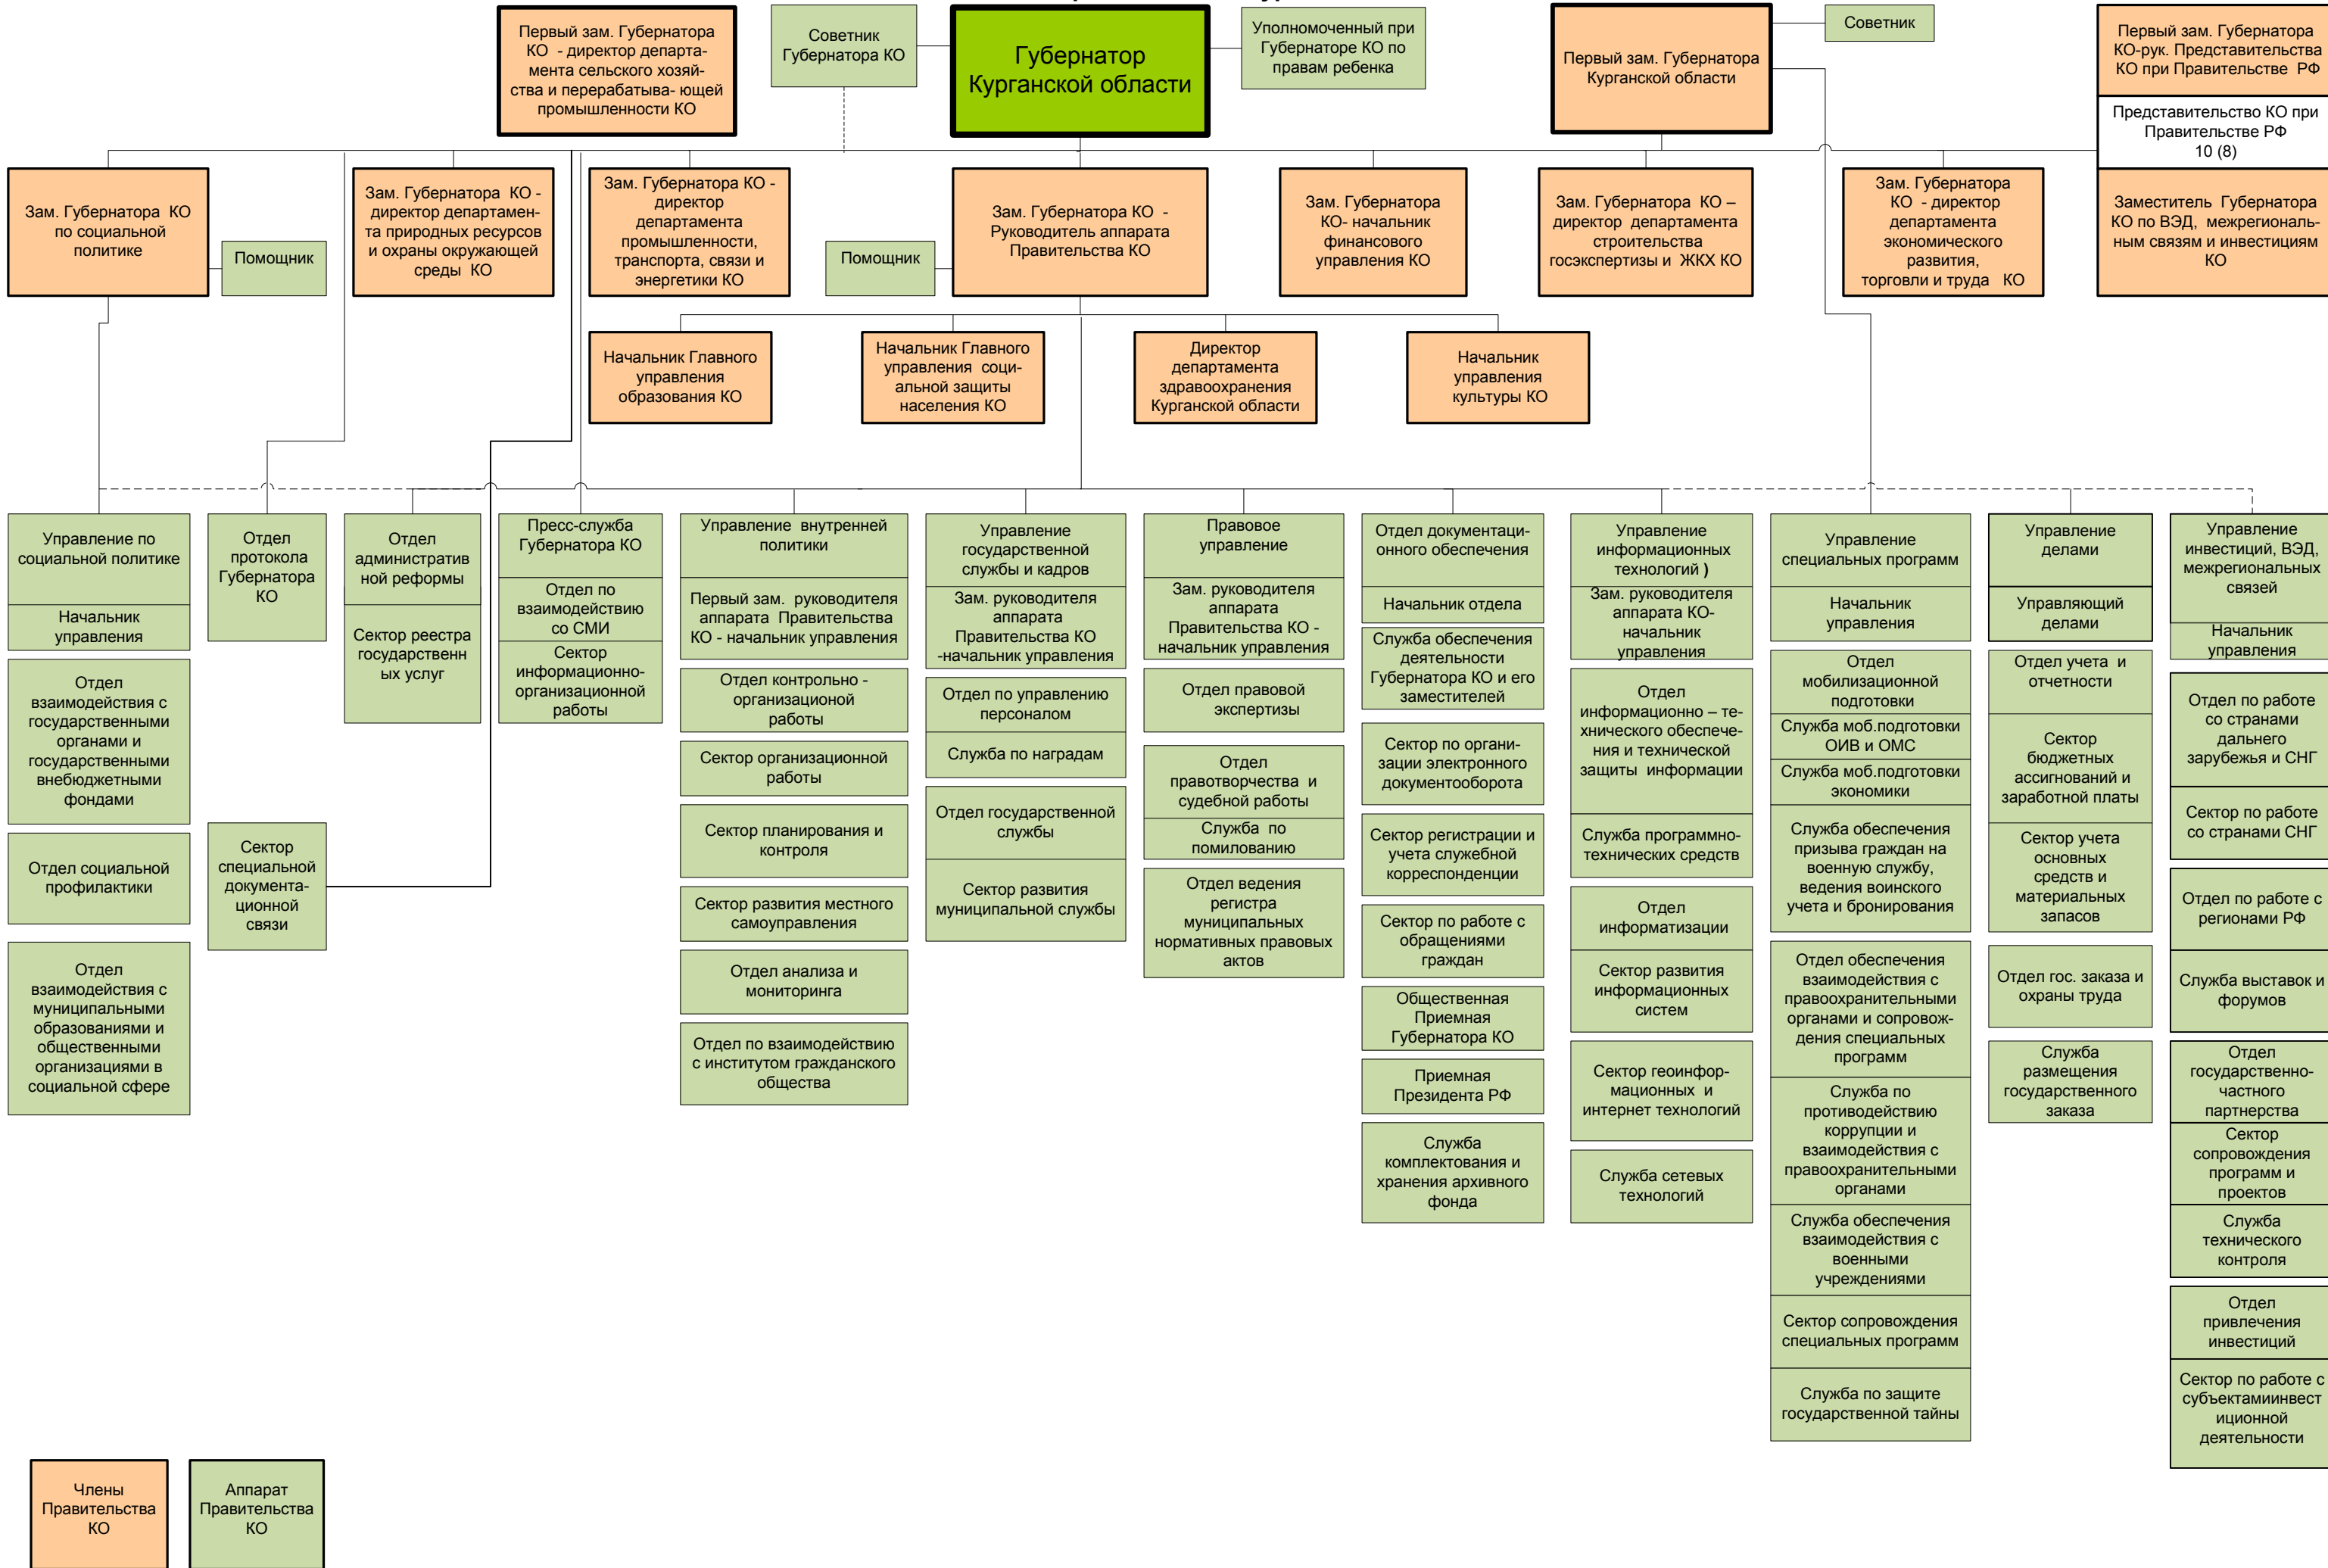 Первый зам. Губернатора
КО - директор департа-
мента сельского хозяй-
ства и перерабатыва- ющей
промышленности КО
Советник
Губернатора КО
Губернатор
Курганской области
Уполномоченный при
Губернаторе КО по
правам ребенка
Первый зам. Губернатора
Курганской области
Советник
Первый зам. Губернатора
КО-рук. Представительства
КО при Правительстве РФ
Представительство КО при
Правительстве РФ
10 (8)
Зам. Губернатора КО
по социальной
политике
Помощник
Зам. Губернатора КО -
директор департамен-
та природных ресурсов
и охраны окружающей
среды КО
Зам. Губернатора КО -
директор
департамента
промышленности,
транспорта, связи и
энергетики КО
Помощник
Зам. Губернатора КО -
Руководитель аппарата
Правительства КО
Зам. Губернатора
КО- начальник
финансового
управления КО
Зам. Губернатора КО –
директор департамента
строительства
госэкспертизы и ЖКХ КО
Зам. Губернатора
КО - директор
департамента
экономического
развития,
торговли и труда КО
Заместитель Губернатора
КО по ВЭД, межрегиональ-
ным связям и инвестициям
КО
Начальник Главного
управления
образования КО
Начальник Главного
управления соци-
альной защиты
населения КО
Директор
департамента
здравоохранения
Курганской области
Начальник
управления
культуры КО
Управление по
социальной политике
Начальник
управления
Отдел
взаимодействия с
государственными
органами и
государственными
внебюджетными
фондами
Отдел социальной
профилактики
Отдел
взаимодействия с
муниципальными
образованиями и
общественными
организациями в
социальной сфере
Отдел
протокола
Губернатора
КО
Сектор
специальной
документа-
ционной
связи
Отдел
административ
ной реформы
Сектор реестра
государственн
ых услуг
Пресс-служба
Губернатора КО
Отдел по
взаимодействию
со СМИ
Сектор
информационно-
организационной
работы
Управление внутренней
политики
Первый зам. руководителя
аппарата Правительства
КО - начальник управления
Отдел контрольно -
организационой
работы
Сектор организационной
работы
Сектор планирования и
контроля
Сектор развития местного
самоуправления
Отдел анализа и
мониторинга
Отдел по взаимодействию
с институтом гражданского
общества
Управление
государственной
службы и кадров
Зам. руководителя
аппарата
Правительства КО
-начальник управления
Отдел по управлению
персоналом
Служба по наградам
Отдел государственной
службы
Сектор развития
муниципальной службы
Правовое
управление
Зам. руководителя
аппарата
Правительства КО -
начальник управления
Отдел правовой
экспертизы
Отдел
правотворчества и
судебной работы
Служба по
помилованию
Отдел ведения
регистра
муниципальных
нормативных правовых
актов
Отдел документаци-
онного обеспечения
Начальник отдела
Служба обеспечения
деятельности
Губернатора КО и его
заместителей
Сектор по органи-
зации электронного
документооборота
Сектор регистрации и
учета служебной
корреспонденции
Сектор по работе с
обращениями
граждан
Общественная
Приемная
Губернатора КО
Приемная
Президента РФ
Служба
комплектования и
хранения архивного
фонда
Управление
информационных
технологий )
Зам. руководителя
аппарата КО-
начальник
управления
Отдел
информационно – те-
хнического обеспече-
ния и технической
защиты информации
Служба программно-
технических средств
Отдел
информатизации
Сектор развития
информационных
систем
Сектор геоинфор-
мационных и
интернет технологий
Служба сетевых
технологий
Управление
специальных программ
Начальник
управления
Отдел
мобилизационной
подготовки
Служба моб.подготовки
ОИВ и ОМС
Служба моб.подготовки
экономики
Служба обеспечения
призыва граждан на
военную службу,
ведения воинского
учета и бронирования
Отдел обеспечения
взаимодействия с
правоохранительными
органами и сопровож-
дения специальных
программ
Служба по
противодействию
коррупции и
взаимодействия с
правоохранительными
органами
Служба обеспечения
взаимодействия с
военными
учреждениями
Сектор сопровождения
специальных программ
Служба по защите
государственной тайны
Управление
делами
Управляющий
делами
Отдел учета и
отчетности
Сектор
бюджетных
ассигнований и
заработной платы
Сектор учета
основных
средств и
материальных
запасов
Отдел гос. заказа и
охраны труда
Служба
размещения
государственного
заказа
Управление
инвестиций, ВЭД,
межрегиональных
связей
Начальник
управления
Отдел по работе
со странами
дальнего
зарубежья и СНГ
Сектор по работе
со странами СНГ
Отдел по работе с
регионами РФ
Служба выставок и
форумов
Отдел
государственно-
частного
партнерства
Сектор
сопровождения
программ и
проектов
Служба
технического
контроля
Отдел
привлечения
инвестиций
Сектор по работе с
субъектамиинвест
иционной
деятельности
Члены
Правительства
КО
Аппарат
Правительства
КО